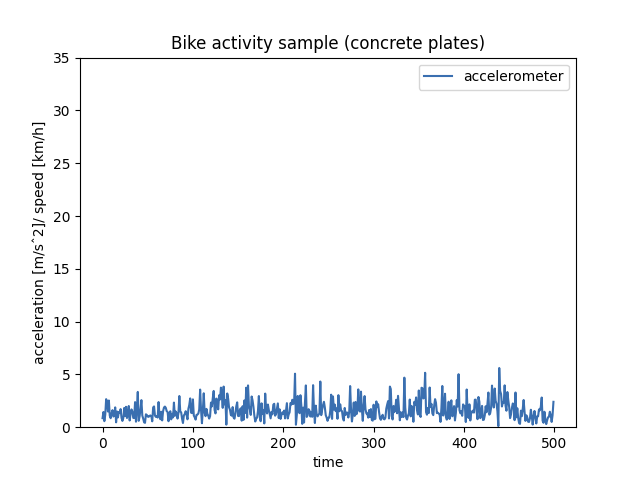 Bike activity sample (concrete plates)
accelerometer
35
30
25
20
15
10
5
0
acceleration [m/sˆ2]/ speed [km/h]
0 100 200 300 400 500
time